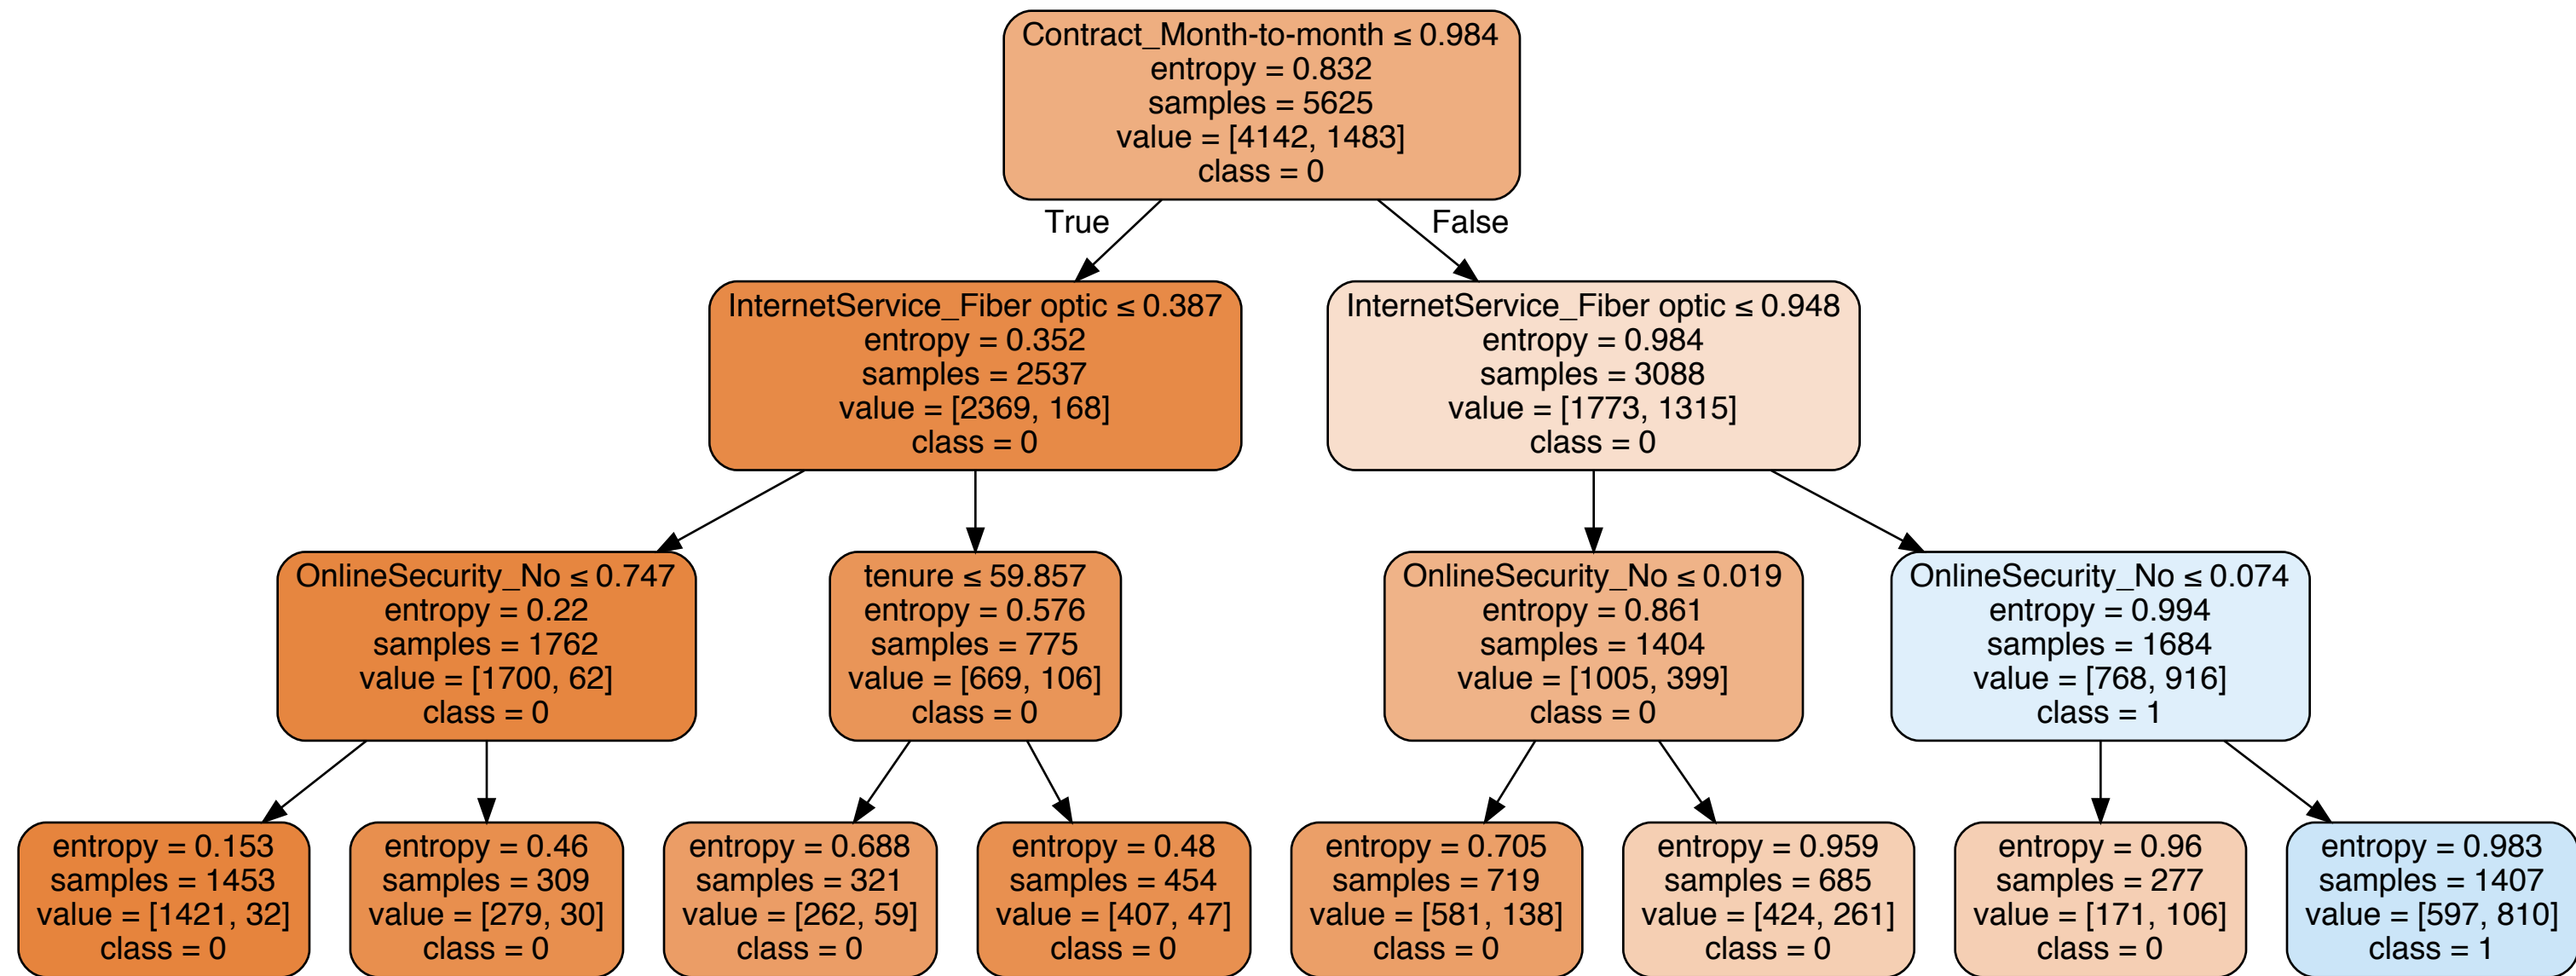 Contract_Month-to-month ≤ 0.984
entropy = 0.832
samples = 5625
value = [4142, 1483]
class = 0
True
False
InternetService_Fiber optic ≤ 0.387
entropy = 0.352
samples = 2537
value = [2369, 168]
class = 0
InternetService_Fiber optic ≤ 0.948
entropy = 0.984
samples = 3088
value = [1773, 1315]
class = 0
OnlineSecurity_No ≤ 0.747
entropy = 0.22
samples = 1762
value = [1700, 62]
class = 0
tenure ≤ 59.857
entropy = 0.576
samples = 775
value = [669, 106]
class = 0
OnlineSecurity_No ≤ 0.019
entropy = 0.861
samples = 1404
value = [1005, 399]
class = 0
OnlineSecurity_No ≤ 0.074
entropy = 0.994
samples = 1684
value = [768, 916]
class = 1
entropy = 0.153
samples = 1453
value = [1421, 32]
class = 0
entropy = 0.46
samples = 309
value = [279, 30]
class = 0
entropy = 0.688
samples = 321
value = [262, 59]
class = 0
entropy = 0.48
samples = 454
value = [407, 47]
class = 0
entropy = 0.705
samples = 719
value = [581, 138]
class = 0
entropy = 0.959
samples = 685
value = [424, 261]
class = 0
entropy = 0.96
samples = 277
value = [171, 106]
class = 0
entropy = 0.983
samples = 1407
value = [597, 810]
class = 1